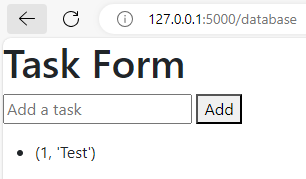 127.0.0.1:5000/database
Task Form
Add a task Add
(1, 'Test')